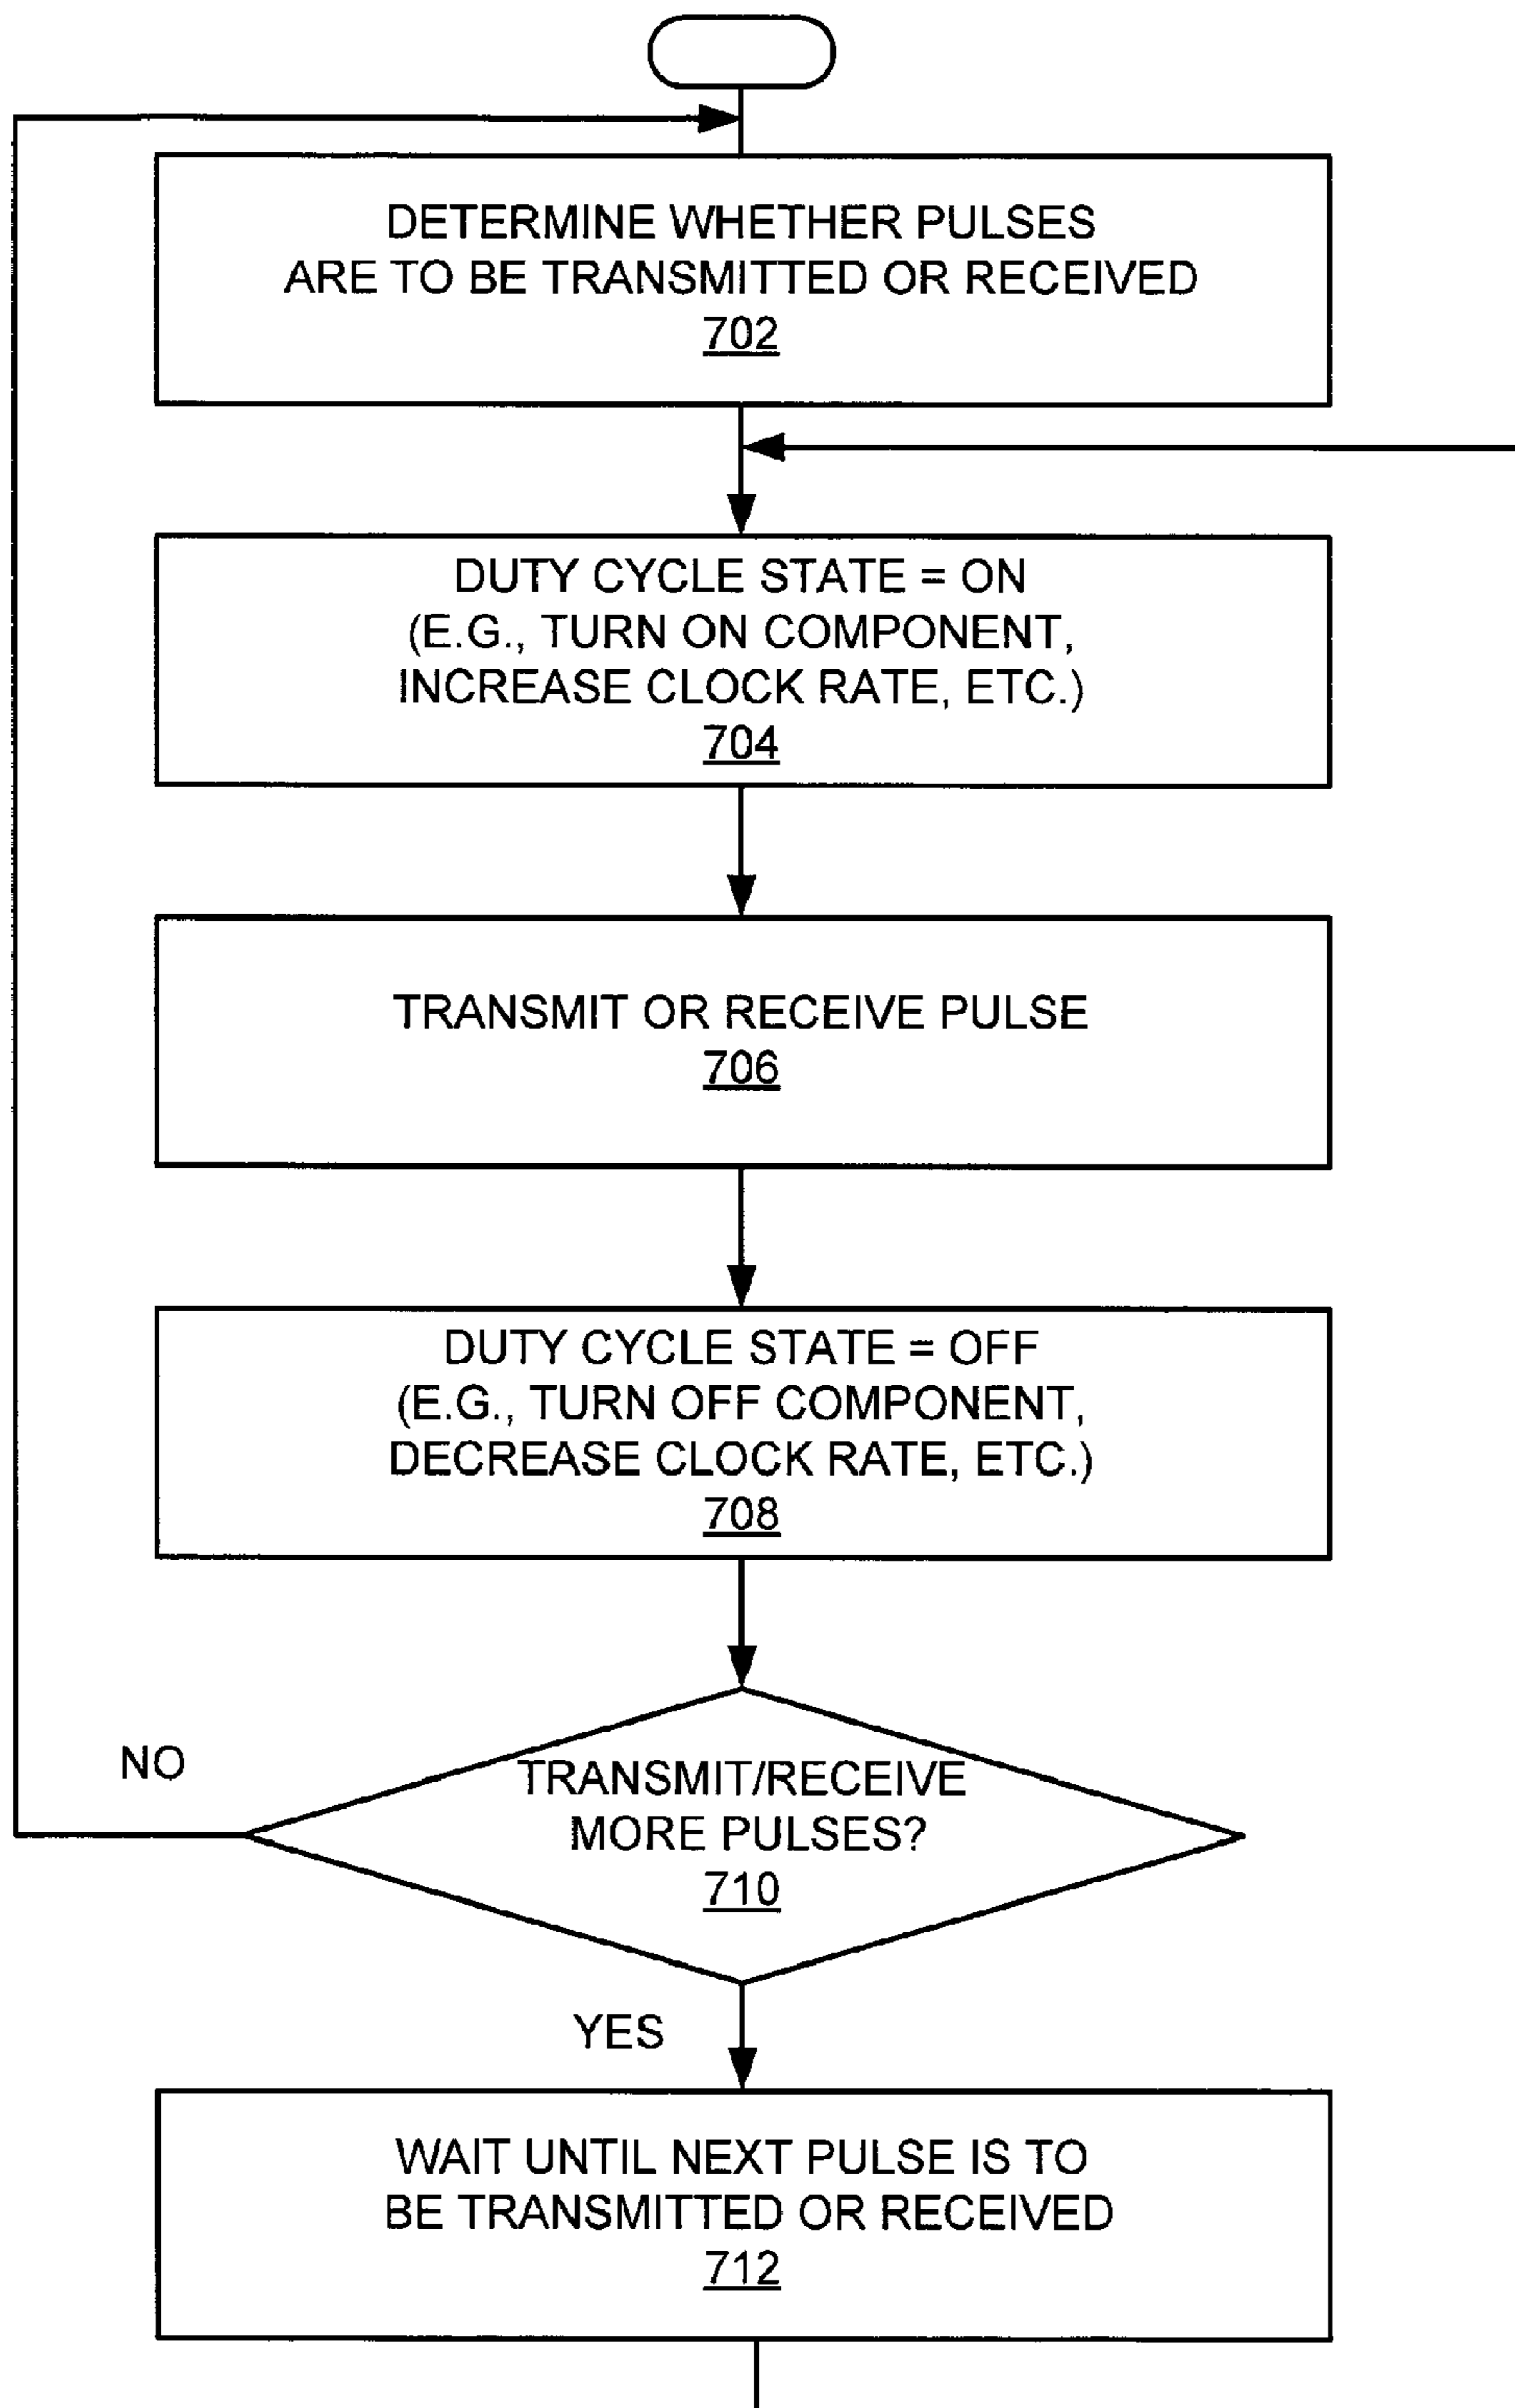 DETERMINE WHETHER PULSES
ARE TO BE TRANSMITTED OR RECEIVED
702
DUTY CYCLE STATE = ON
(E.G., TURN ON COMPONENT,
INCREASE CLOCK RATE, ETC.)
704
TRANSMIT OR RECEIVE PULSE
706
DUTY CYCLE STATE = OFF
(E.G., TURN OFF COMPONENT,
DECREASE CLOCK RATE, ETC.)
708
NO
TRANSMIT/RECEIVE
MORE PULSES?
710
YES
WAIT UNTIL NEXT PULSE IS TO
BE TRANSMITTED OR RECEIVED
712